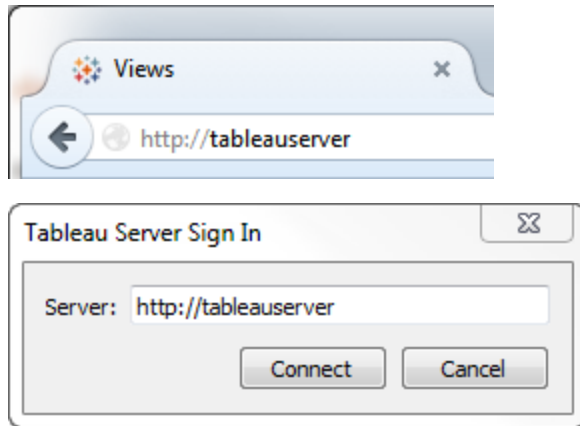 Views
http://tableauserver
Tableau Server Sign In
Server: http://tableauserver
Connect Cancel